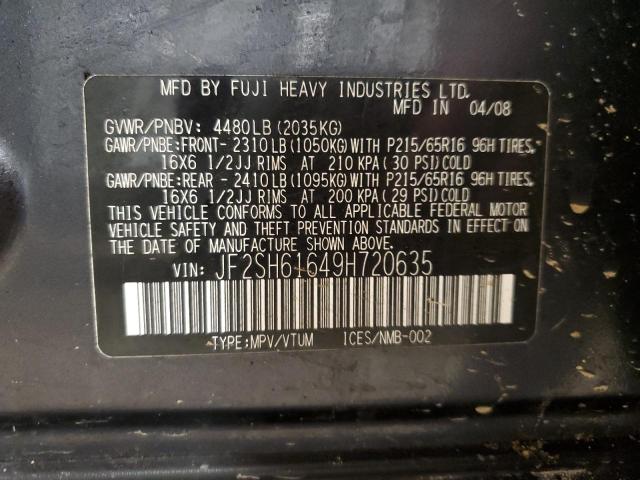 MFD BY FUJI HEAVY INDUSTRIES LTD.
MFD IN 04/08
GVWR/PNBV: 4480LB(2035KG)
GAWR/PNBE:FRONT- 2310LB(1050KG)WITH P215/65R16 96H TIRES,
16X6 1/2JJ RIMS AT 210 KPA(30 PSI)COLD
GAWR/PNBE:REAR - 2410LB(1095KG)WITH P215/65R16 96H TIRES,
16X6 1/2JJ RIMS AT 200 KPA(29 PSI)COLD
THIS VEHICLE CONFORMS TO ALL APPLICABLE FEDERAL MOTOR
VEHICLE SAFETY AND THEFT PREVENTION STANDARDS IN EFFECT ON
THE DATE OF MANUFACTURE SHOWN ABOVE.
VIN: JF2SH61649H720635
TYPE:MPV/VTUM ICES/NMB-002